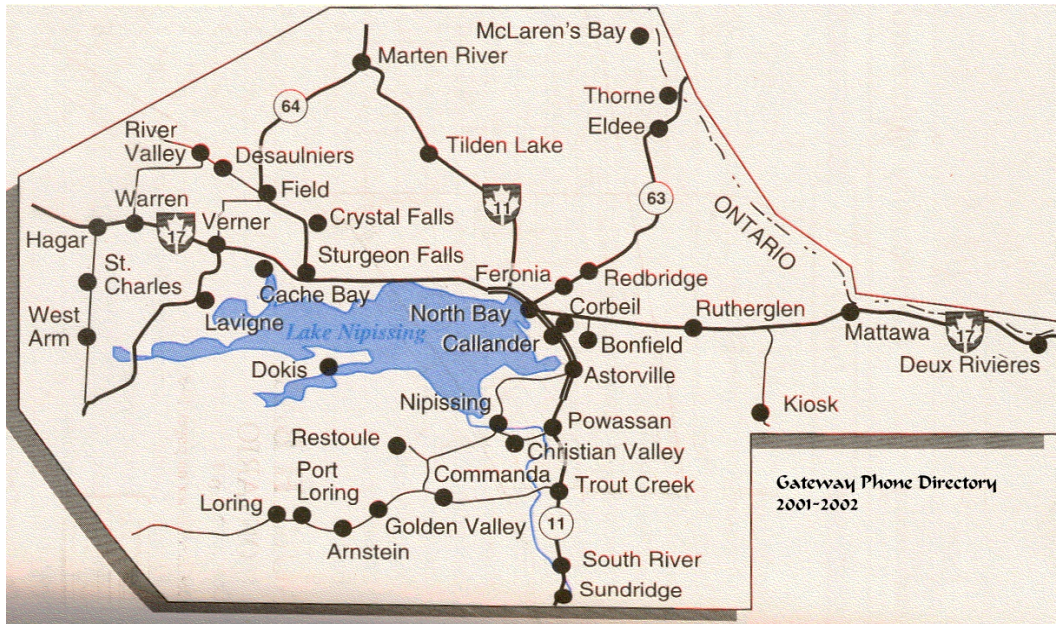 McLaren's Bay
Marten River
Thorne
64
Eldee
River
Valley
Desaulniers
Tilden Lake
Field
63
Warren
11
Crystal Falls
Verner
ONTARIO
17
Hagar
Sturgeon Falls
St.
Charles
Feronia
Redbridge
Cache Bay
Corbell
Rutherglen
West
Arm
Lavigne
North Bay
Lake Nipissing
Callander
Bonfield
Mattawa
17
Deux Rivières
Dokis
Astorville
Nipissing
Kiosk
Powassan
Restoule
Christian Valley
Commanda
Port
Loring
Trout Creek
Gateway Phone Directory
2001-2002
Loring
Golden Valley
11
Arnstein
South River
Sundridge